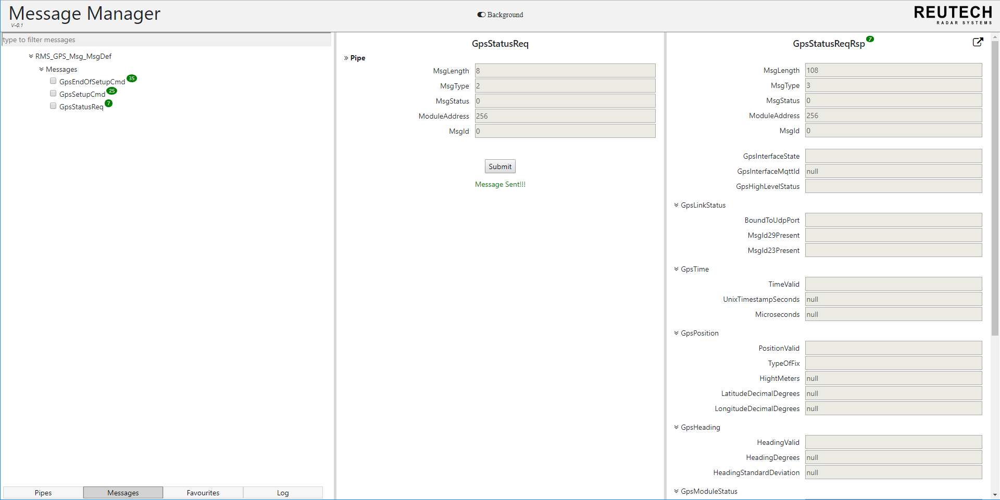 Message Manager
V-0.1
Background
REUTECH
RADAR SYSTEMS
type to filter messages
RMS_GPS_Msg_MsgDef
Messages
GpsEndOfSetupCmd 35
GpsSetupCmd 25
GpsStatusReq 7
Pipes Messages Favourites Log
GpsStatusReq
Pipe
MsgLength 8
MsgType 2
MsgStatus 0
ModuleAddress 256
MsgId 0
Submit
Message Sent!!!
GpsStatusReqRsp 7
MsgLength 108
MsgType 3
MsgStatus 0
ModuleAddress 256
MsgId 0
GpsInterfaceState
GpsInterfaceMqttId null
GpsHighLevelStatus
GpsLinkStatus
BoundToUdpPort
MsgId29Present
MsgId23Present
GpsTime
TimeValid
UnixTimestampSeconds null
Microseconds null
GpsPosition
PositionValid
TypeOfFix
HightMeters null
LatitudeDecimalDegrees null
LongitudeDecimalDegrees null
GpsHeading
HeadingValid
HeadingDegrees null
HeadingStandardDeviation null
GpsModuleStatus